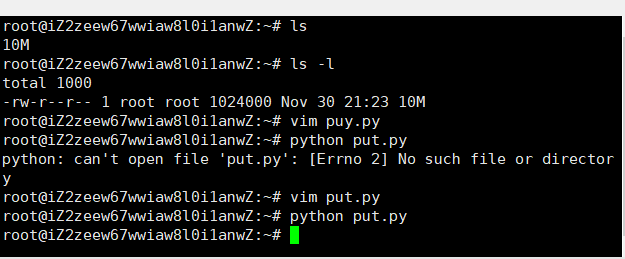 root@iZ2zeew67wwiaw8l0i1anwZ:~# ls
10M
root@iZ2zeew67wwiaw8l0i1anwZ:~# ls -l
total 1000
-rw-r--r-- 1 root root 1024000 Nov 30 21:23 10M
root@iZ2zeew67wwiaw8l0i1anwZ:~# vim puy.py
root@iZ2zeew67wwiaw8l0i1anwZ:~# python put.py
python: can't open file 'put.py': [Errno 2] No such file or director
y
root@iZ2zeew67wwiaw8l0i1anwZ:~# vim put.py
root@iZ2zeew67wwiaw8l0i1anwZ:~# python put.py
root@iZ2zeew67wwiaw8l0i1anwZ:~#